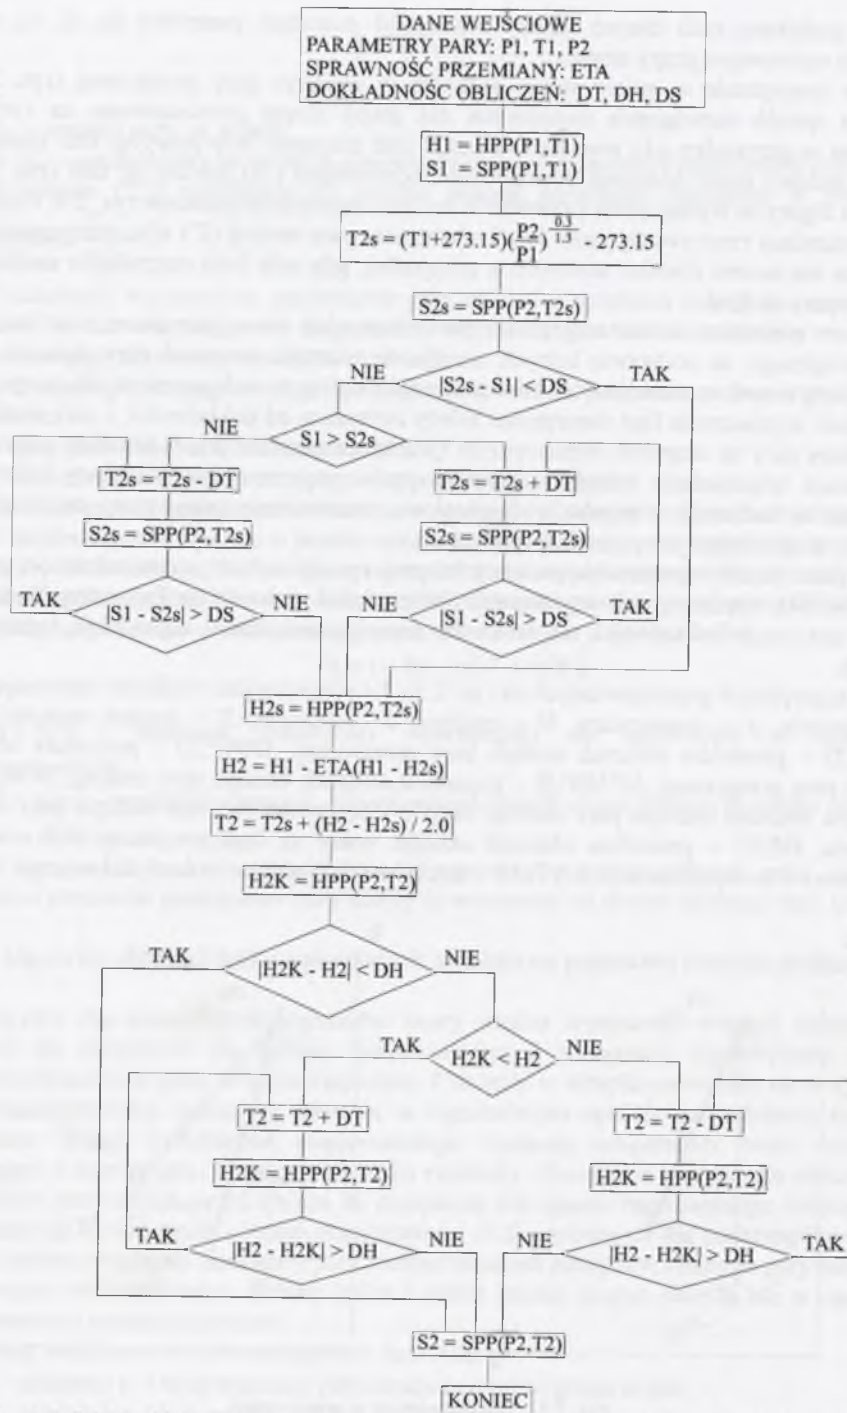 DANE WEJŚCIOWE
PARAMETRY PARY: P1, T1, P2
SPRAWNOŚĆ PRZEMIANY: ETA
DOKŁADNOŚC OBLICZEŃ: DT, DH, DS
H1 = HPP(P1,T1)
S1 = SPP(P1,T1)
T2s = (T1+273.15)(P2/P1)^(0.3/1.3) - 273.15
S2s = SPP(P2,T2s)
NIE
|S2s - S1| < DS
TAK
NIE
S1 > S2s
T2s = T2s - DT
T2s = T2s + DT
S2s = SPP(P2,T2s)
S2s = SPP(P2,T2s)
TAK
|S1 - S2s| > DS
NIE
NIE
|S1 - S2s| > DS
TAK
H2s = HPP(P2,T2s)
H2 = H1 - ETA(H1 - H2s)
T2 = T2s + (H2 - H2s) / 2.0
H2K = HPP(P2,T2)
TAK
|H2K - H2| < DH
NIE
TAK
H2K < H2
NIE
T2 = T2 + DT
T2 = T2 - DT
H2K = HPP(P2,T2)
H2K = HPP(P2,T2)
TAK
|H2 - H2K| > DH
NIE
NIE
|H2 - H2K| > DH
TAK
S2 = SPP(P2,T2)
KONIEC